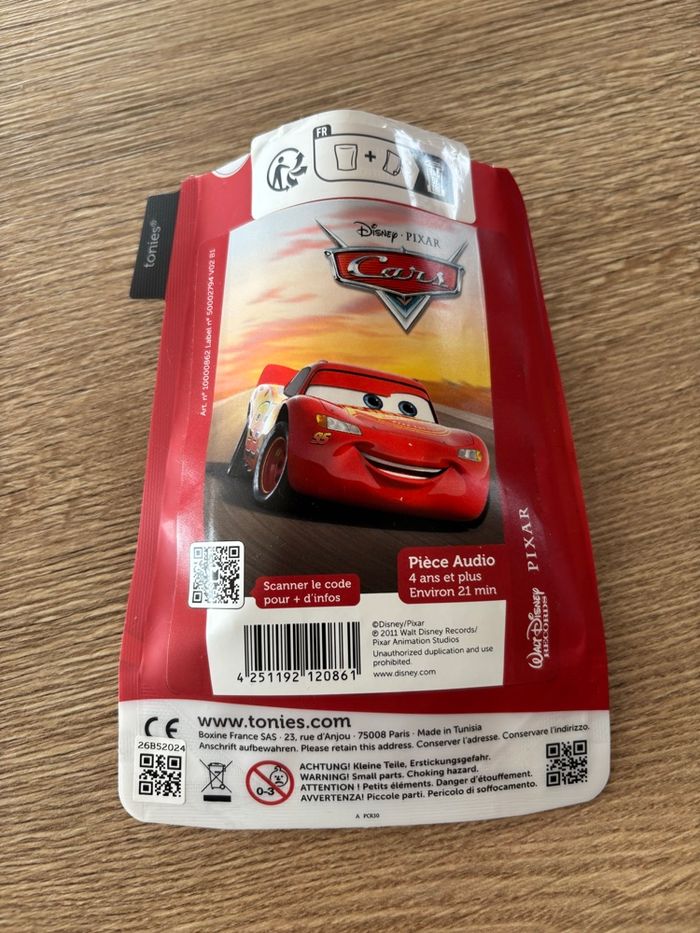 FR
tonies®
Disney · PIXAR
Cars
Art. n° 10000862 Label n° 50002794 V02 B1
95
Pièce Audio
4 ans et plus
Environ 21 min
Scanner le code
pour + d'infos
©Disney/Pixar
℗ 2011 Walt Disney Records/
Pixar Animation Studios
Unauthorized duplication and use
prohibited.
www.disney.com
4 251192 120861
WALT DISNEY
RECORDS
PIXAR
CE
www.tonies.com
Boxine France SAS · 23, rue d'Anjou · 75008 Paris · Made in Tunisia
Anschrift aufbewahren. Please retain this address. Conserver l'adresse. Conservare l'indirizzo.
26B52024
0-3
ACHTUNG! Kleine Teile, Erstickungsgefahr.
WARNING! Small parts. Choking hazard.
ATTENTION ! Petits éléments. Danger d'étouffement.
AVVERTENZA! Piccole parti. Pericolo di soffocamento.
A PCR30